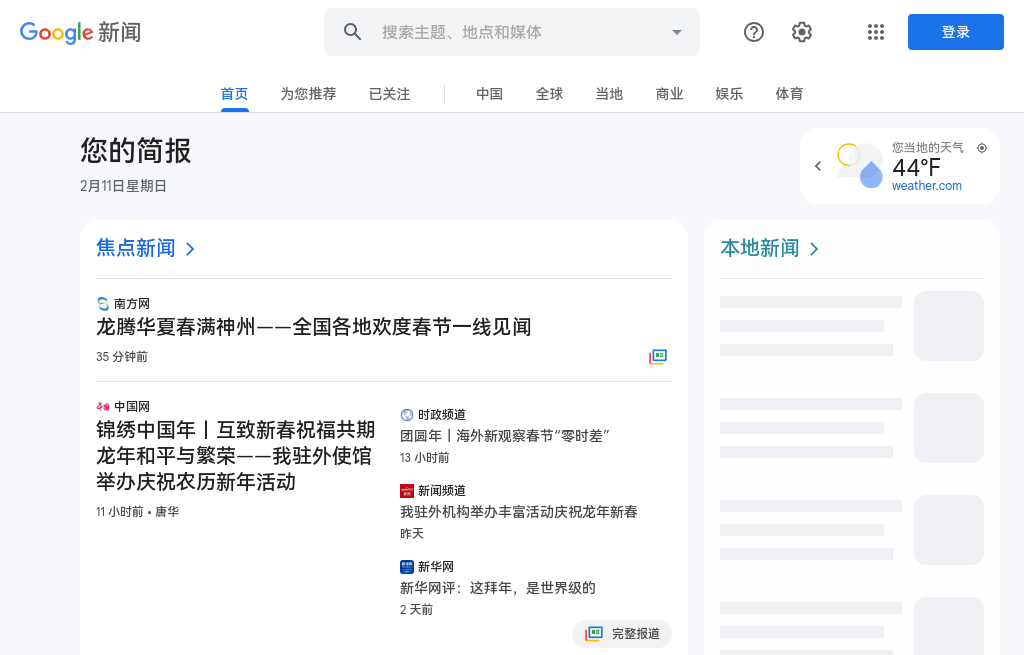 Google 新闻
搜索主题、地点和媒体
登录
首页
为您推荐
已关注
中国
全球
当地
商业
娱乐
体育
您的简报
2月11日星期日
您当地的天气
44°F
weather.com
焦点新闻
南方网
龙腾华夏春满神州——全国各地欢度春节一线见闻
35 分钟前
中国网
锦绣中国年丨互致新春祝福共期
龙年和平与繁荣——我驻外使馆
举办庆祝农历新年活动
11 小时前 • 唐华
时政频道
团圆年丨海外新观察春节“零时差”
13 小时前
新闻频道
我驻外机构举办丰富活动庆祝龙年新春
昨天
新华网
新华网评：这拜年，是世界级的
2 天前
完整报道
本地新闻